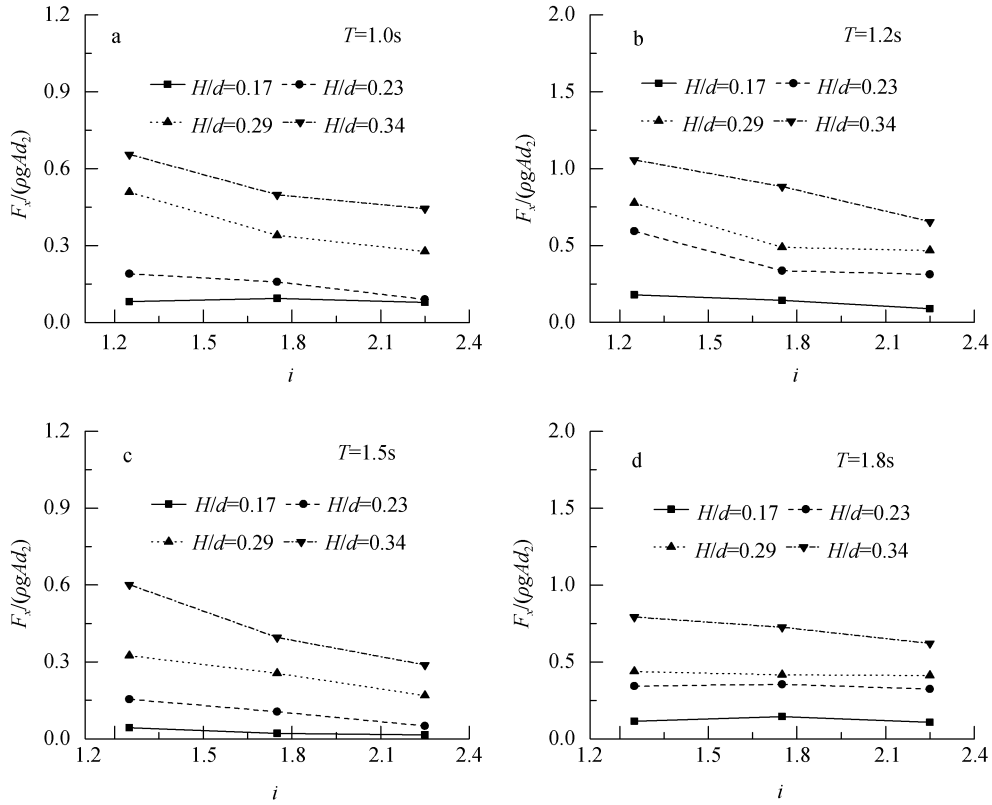 a T=1.0s
H/d=0.17 H/d=0.23
H/d=0.29 H/d=0.34
1.2
0.9
0.6
0.3
0.0
Fx/(ρgAd2)
1.2 1.5 1.8 2.1 2.4
i
b T=1.2s
H/d=0.17 H/d=0.23
H/d=0.29 H/d=0.34
2.0
1.5
1.0
0.5
0.0
Fx/(ρgAd2)
1.2 1.5 1.8 2.1 2.4
i
c T=1.5s
H/d=0.17 H/d=0.23
H/d=0.29 H/d=0.34
1.2
0.9
0.6
0.3
0.0
Fx/(ρgAd2)
1.2 1.5 1.8 2.1 2.4
i
d T=1.8s
H/d=0.17 H/d=0.23
H/d=0.29 H/d=0.34
2.0
1.5
1.0
0.5
0.0
Fx/(ρgAd2)
1.2 1.5 1.8 2.1 2.4
i